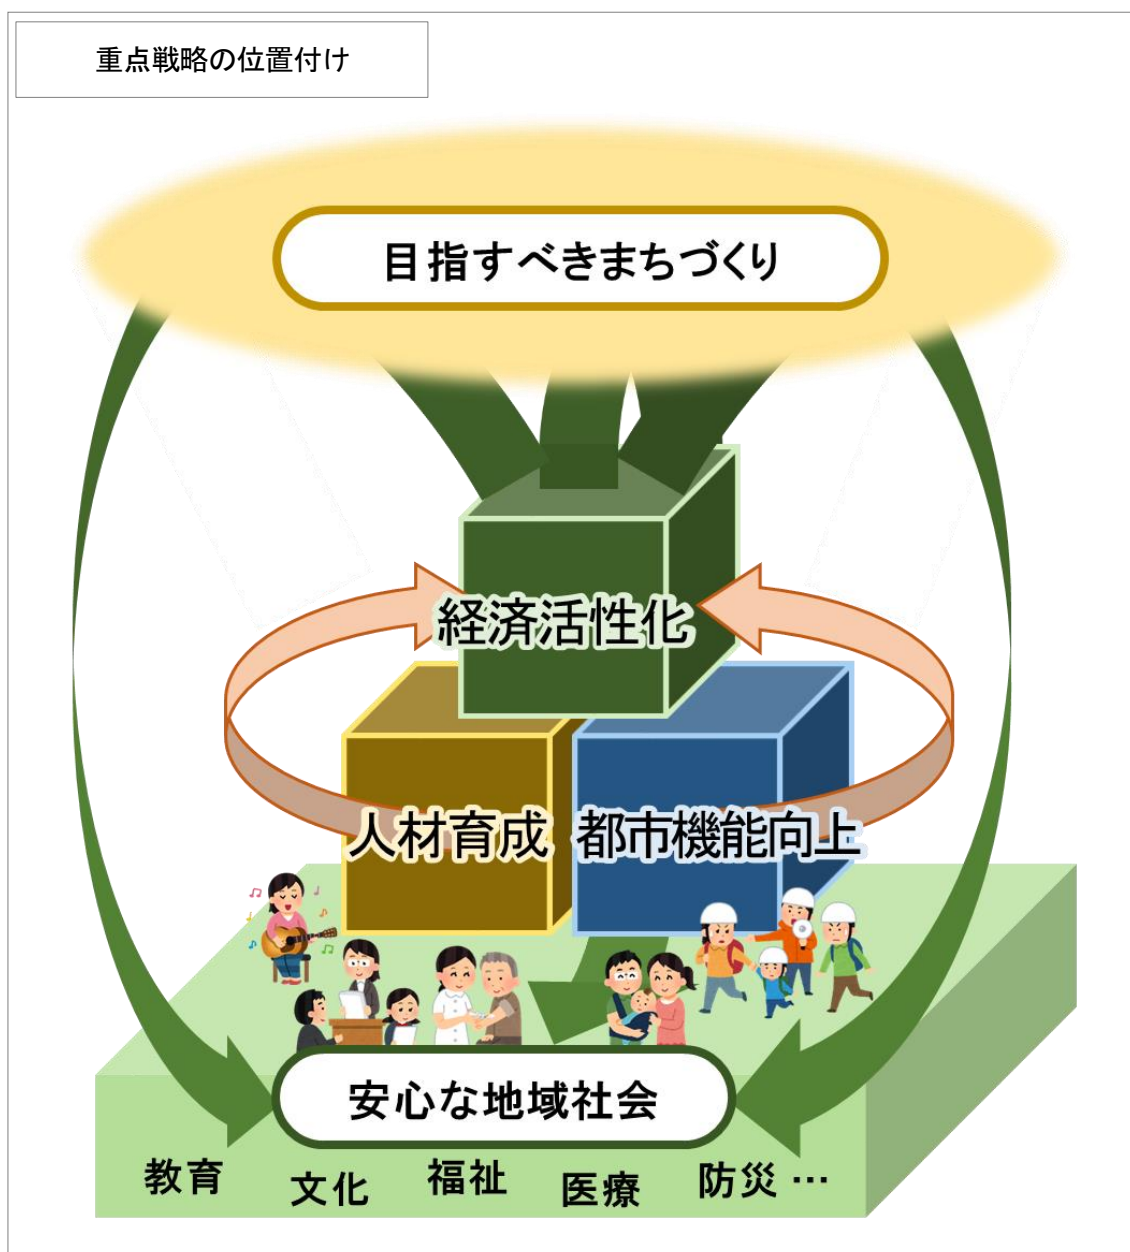 重点戦略の位置付け
目指すべきまちづくり
経済活性化
人材育成
都市機能向上
安心な地域社会
教育
文化
福祉
医療
防災 …